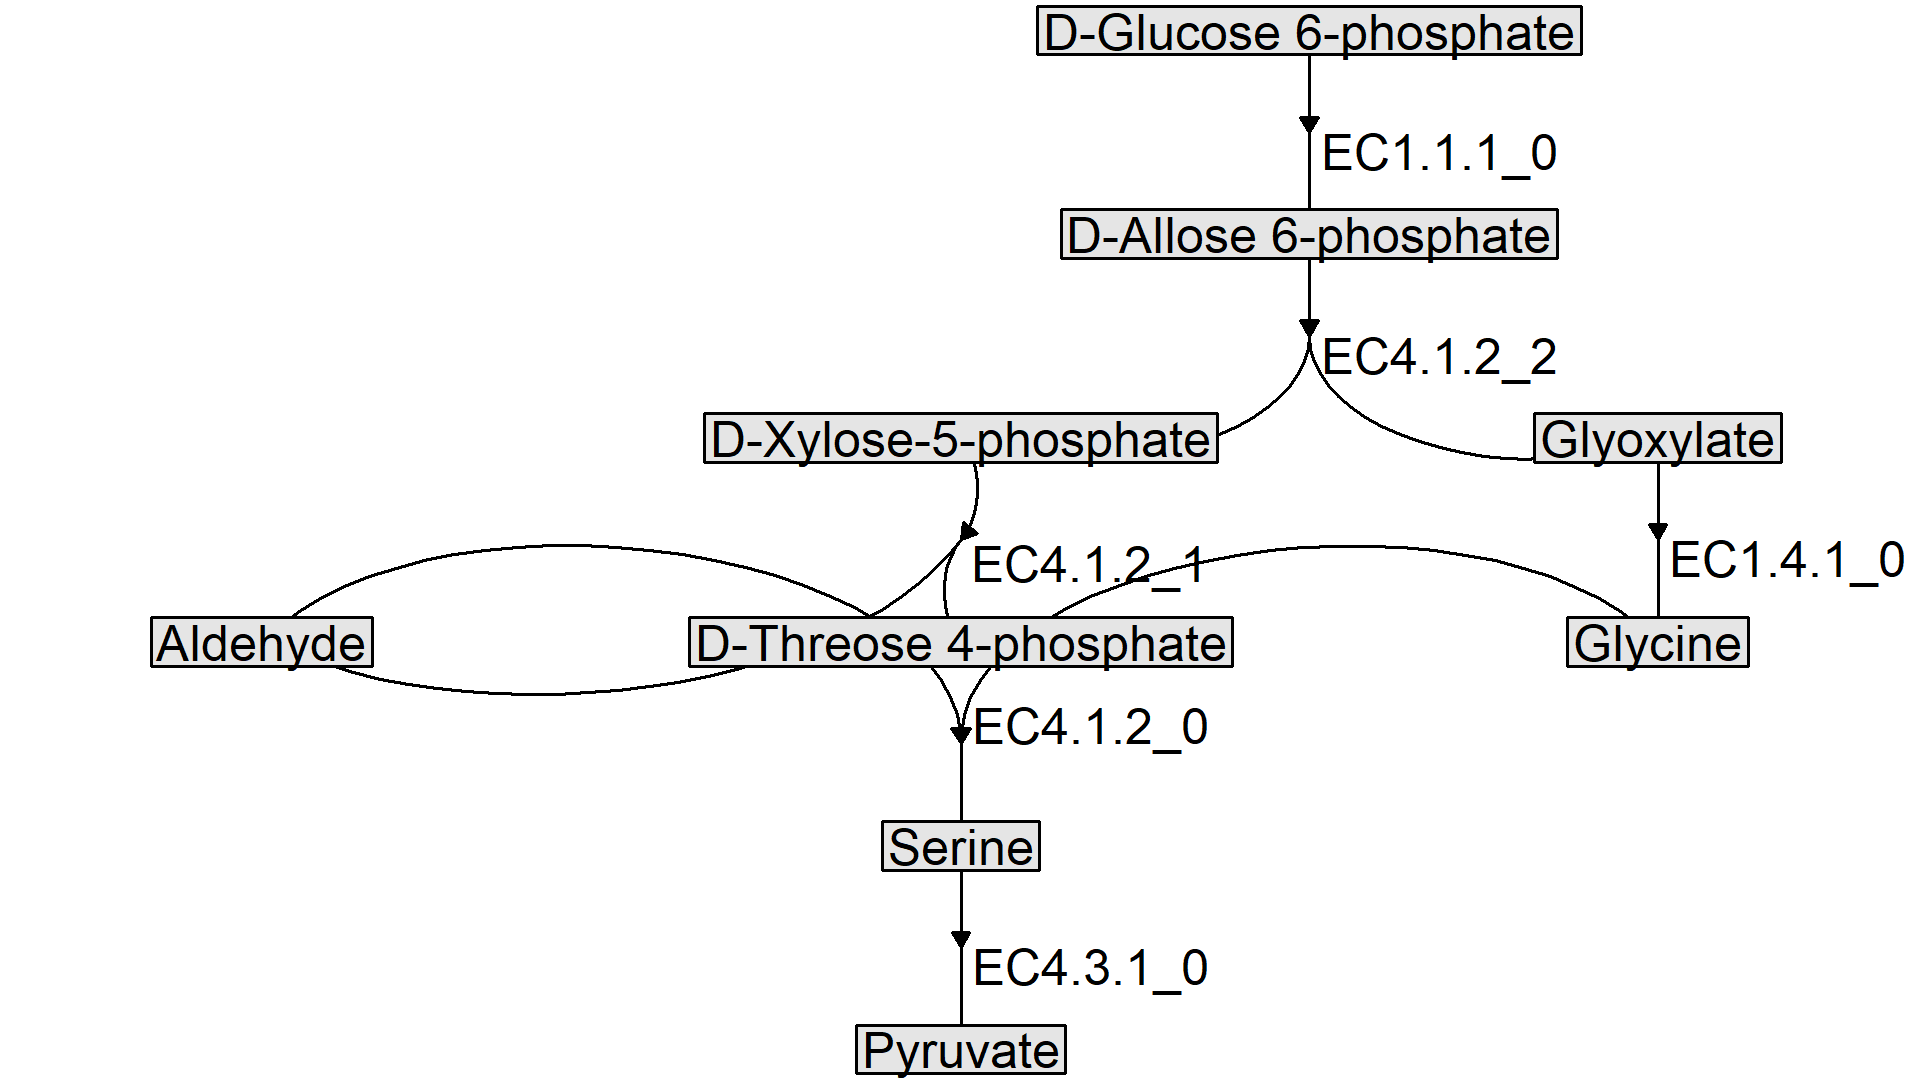 D-Glucose 6-phosphate
EC1.1.1_0
D-Allose 6-phosphate
EC4.1.2_2
D-Xylose-5-phosphate
Glyoxylate
EC4.1.2_1
EC1.4.1_0
Aldehyde
D-Threose 4-phosphate
Glycine
EC4.1.2_0
Serine
EC4.3.1_0
Pyruvate